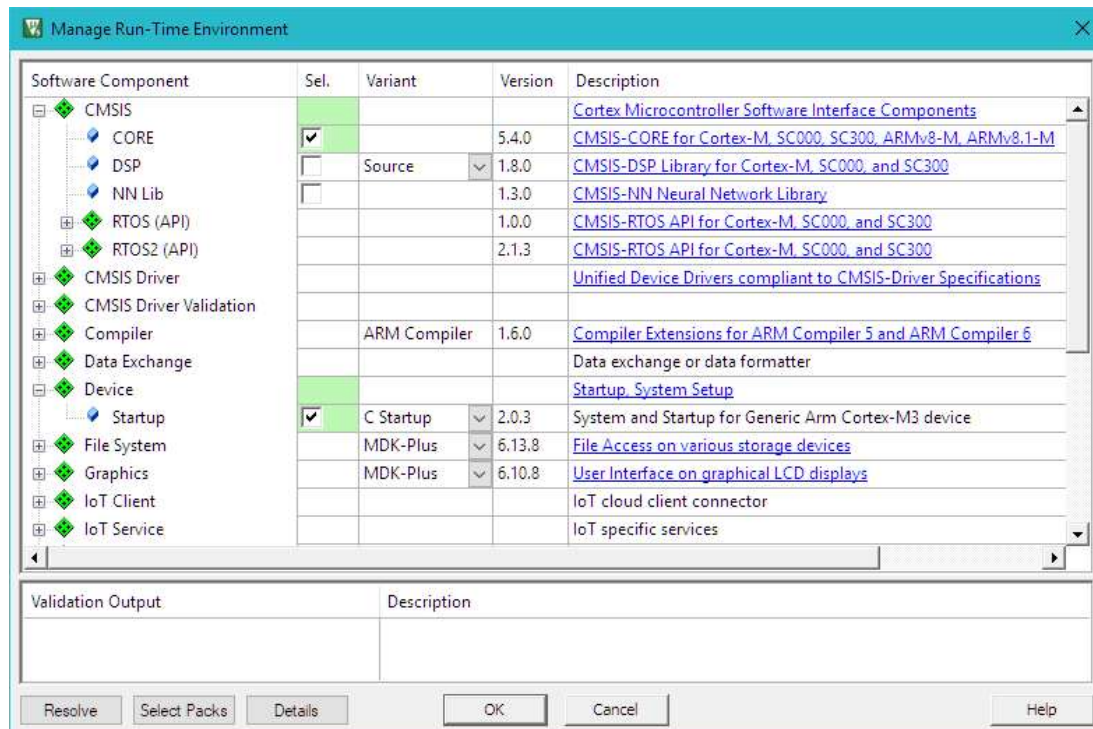 Manage Run-Time Environment
Software Component Sel. Variant Version Description
CMSIS Cortex Microcontroller Software Interface Components
CORE 5.4.0 CMSIS-CORE for Cortex-M, SC000, SC300, ARMv8-M, ARMv8.1-M
DSP Source 1.8.0 CMSIS-DSP Library for Cortex-M, SC000, and SC300
NN Lib 1.3.0 CMSIS-NN Neural Network Library
RTOS (API) 1.0.0 CMSIS-RTOS API for Cortex-M, SC000, and SC300
RTOS2 (API) 2.1.3 CMSIS-RTOS API for Cortex-M, SC000, and SC300
CMSIS Driver Unified Device Drivers compliant to CMSIS-Driver Specifications
CMSIS Driver Validation
Compiler ARM Compiler 1.6.0 Compiler Extensions for ARM Compiler 5 and ARM Compiler 6
Data Exchange Data exchange or data formatter
Device Startup, System Setup
Startup C Startup 2.0.3 System and Startup for Generic Arm Cortex-M3 device
File System MDK-Plus 6.13.8 File Access on various storage devices
Graphics MDK-Plus 6.10.8 User Interface on graphical LCD displays
IoT Client IoT cloud client connector
IoT Service IoT specific services
Validation Output Description
Resolve Select Packs Details OK Cancel Help